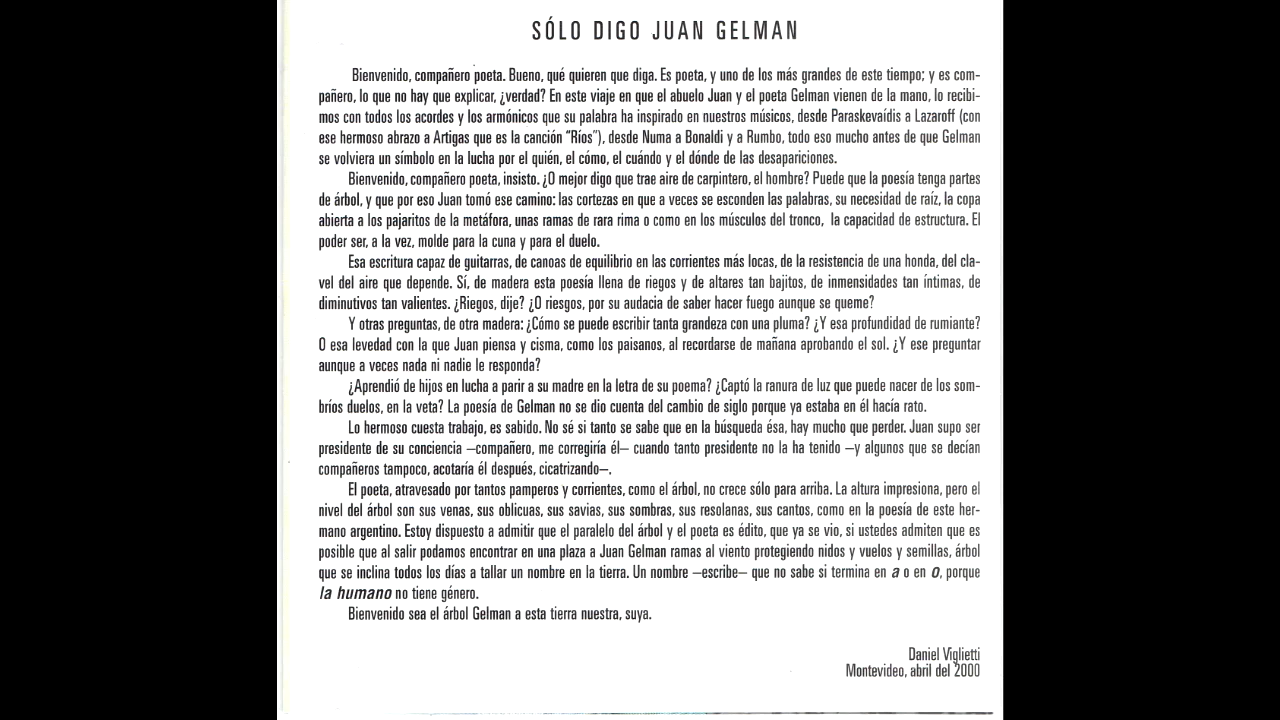 SÓLO DIGO JUAN GELMAN
Bienvenido, compañero poeta. Bueno, qué quieren que diga. Es poeta, y uno de los más grandes de este tiempo; y es com-
pañero, lo que no hay que explicar, ¿verdad? En este viaje en que el abuelo Juan y el poeta Gelman vienen de la mano, lo recibi-
mos con todos los acordes y los armónicos que su palabra ha inspirado en nuestros músicos, desde Paraskevaídis a Lazaroff (con
ese hermoso abrazo a Artigas que es la canción "Ríos"), desde Numa a Bonaldi y a Rumbo, todo eso mucho antes de que Gelman
se volviera un símbolo en la lucha por el quién, el cómo, el cuándo y el dónde de las desapariciones.
Bienvenido, compañero poeta, insisto. ¿O mejor digo que trae aire de carpintero, el hombre? Puede que la poesía tenga partes
de árbol, y que por eso Juan tomó ese camino: las cortezas en que a veces se esconden las palabras, su necesidad de raíz, la copa
abierta a los pajaritos de la metáfora, unas ramas de rara rima o como en los músculos del tronco, la capacidad de estructura. El
poder ser, a la vez, molde para la cuna y para el duelo.
Esa escritura capaz de guitarras, de canoas de equilibrio en las corrientes más locas, de la resistencia de una honda, del cla-
vel del aire que depende. Sí, de madera esta poesía llena de riegos y de altares tan bajitos, de inmensidades tan íntimas, de
diminutivos tan valientes. ¿Riegos, dije? ¿O riesgos, por su audacia de saber hacer fuego aunque se queme?
Y otras preguntas, de otra madera: ¿Cómo se puede escribir tanta grandeza con una pluma? ¿Y esa profundidad de rumiante?
O esa levedad con la que Juan piensa y cisma, como los paisanos, al recordarse de mañana aprobando el sol. ¿Y ese preguntar
aunque a veces nada ni nadie le responda?
¿Aprendió de hijos en lucha a parir a su madre en la letra de su poema? ¿Captó la ranura de luz que puede nacer de los som-
bríos duelos, en la veta? La poesía de Gelman no se dio cuenta del cambio de siglo porque ya estaba en él hacía rato.
Lo hermoso cuesta trabajo, es sabido. No sé si tanto se sabe que en la búsqueda ésa, hay mucho que perder. Juan supo ser
presidente de su conciencia –compañero, me corregiría él– cuando tanto presidente no la ha tenido –y algunos que se decían
compañeros tampoco, acotaría él después, cicatrizando–.
El poeta, atravesado por tantos pamperos y corrientes, como el árbol, no crece sólo para arriba. La altura impresiona, pero el
nivel del árbol son sus venas, sus oblicuas, sus savias, sus sombras, sus resolanas, sus cantos, como en la poesía de este her-
mano argentino. Estoy dispuesto a admitir que el paralelo del árbol y el poeta es édito, que ya se vio, si ustedes admiten que es
posible que al salir podamos encontrar en una plaza a Juan Gelman ramas al viento protegiendo nidos y vuelos y semillas, árbol
que se inclina todos los días a tallar un nombre en la tierra. Un nombre –escribe– que no sabe si termina en a o en o, porque
la humano no tiene género.
Bienvenido sea el árbol Gelman a esta tierra nuestra, suya.
Daniel Viglietti
Montevideo, abril del 2000